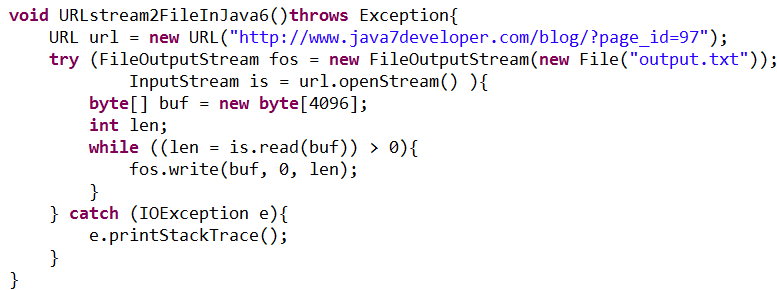 void URLstream2FileInJava6()throws Exception{
    URL url = new URL("http://www.java7developer.com/blog/?page_id=97");
    try (FileOutputStream fos = new FileOutputStream(new File("output.txt"));
            InputStream is = url.openStream() ){
        byte[] buf = new byte[4096];
        int len;
        while ((len = is.read(buf)) > 0){
            fos.write(buf, 0, len);
        }
    } catch (IOException e){
        e.printStackTrace();
    }
}